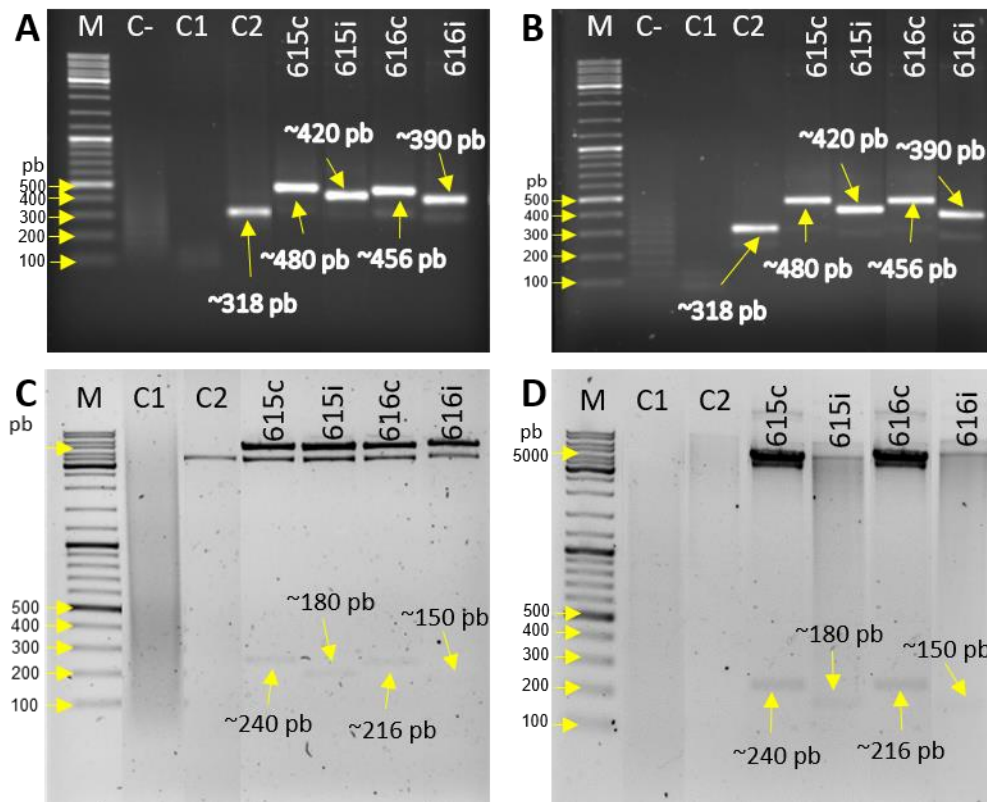 A
M C- C1 C2 615c 615i 616c 616i
~420 pb
~390 pb
pb
500
400
300
200
100
~480 pb
~456 pb
~318 pb
B
M C- C1 C2 615c 615i 616c 616i
~420 pb
~390 pb
pb
500
400
300
200
100
~480 pb
~456 pb
~318 pb
C
M C1 C2 615c 615i 616c 616i
pb
500
400
300
200
100
~180 pb
~150 pb
~240 pb
~216 pb
D
M C1 C2 615c 615i 616c 616i
pb
5000
500
400
300
200
100
~180 pb
~150 pb
~240 pb
~216 pb